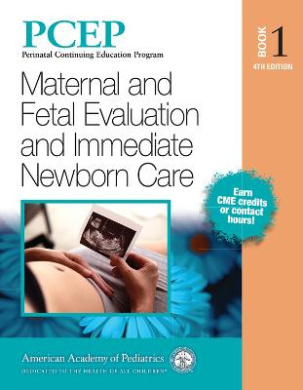 PCEP
Perinatal Continuing Education Program
BOOK 1
4TH EDITION
Maternal and
Fetal Evaluation
and Immediate
Newborn Care
Earn
CME credits
or contact
hours!
American Academy of Pediatrics
DEDICATED TO THE HEALTH OF ALL CHILDREN®